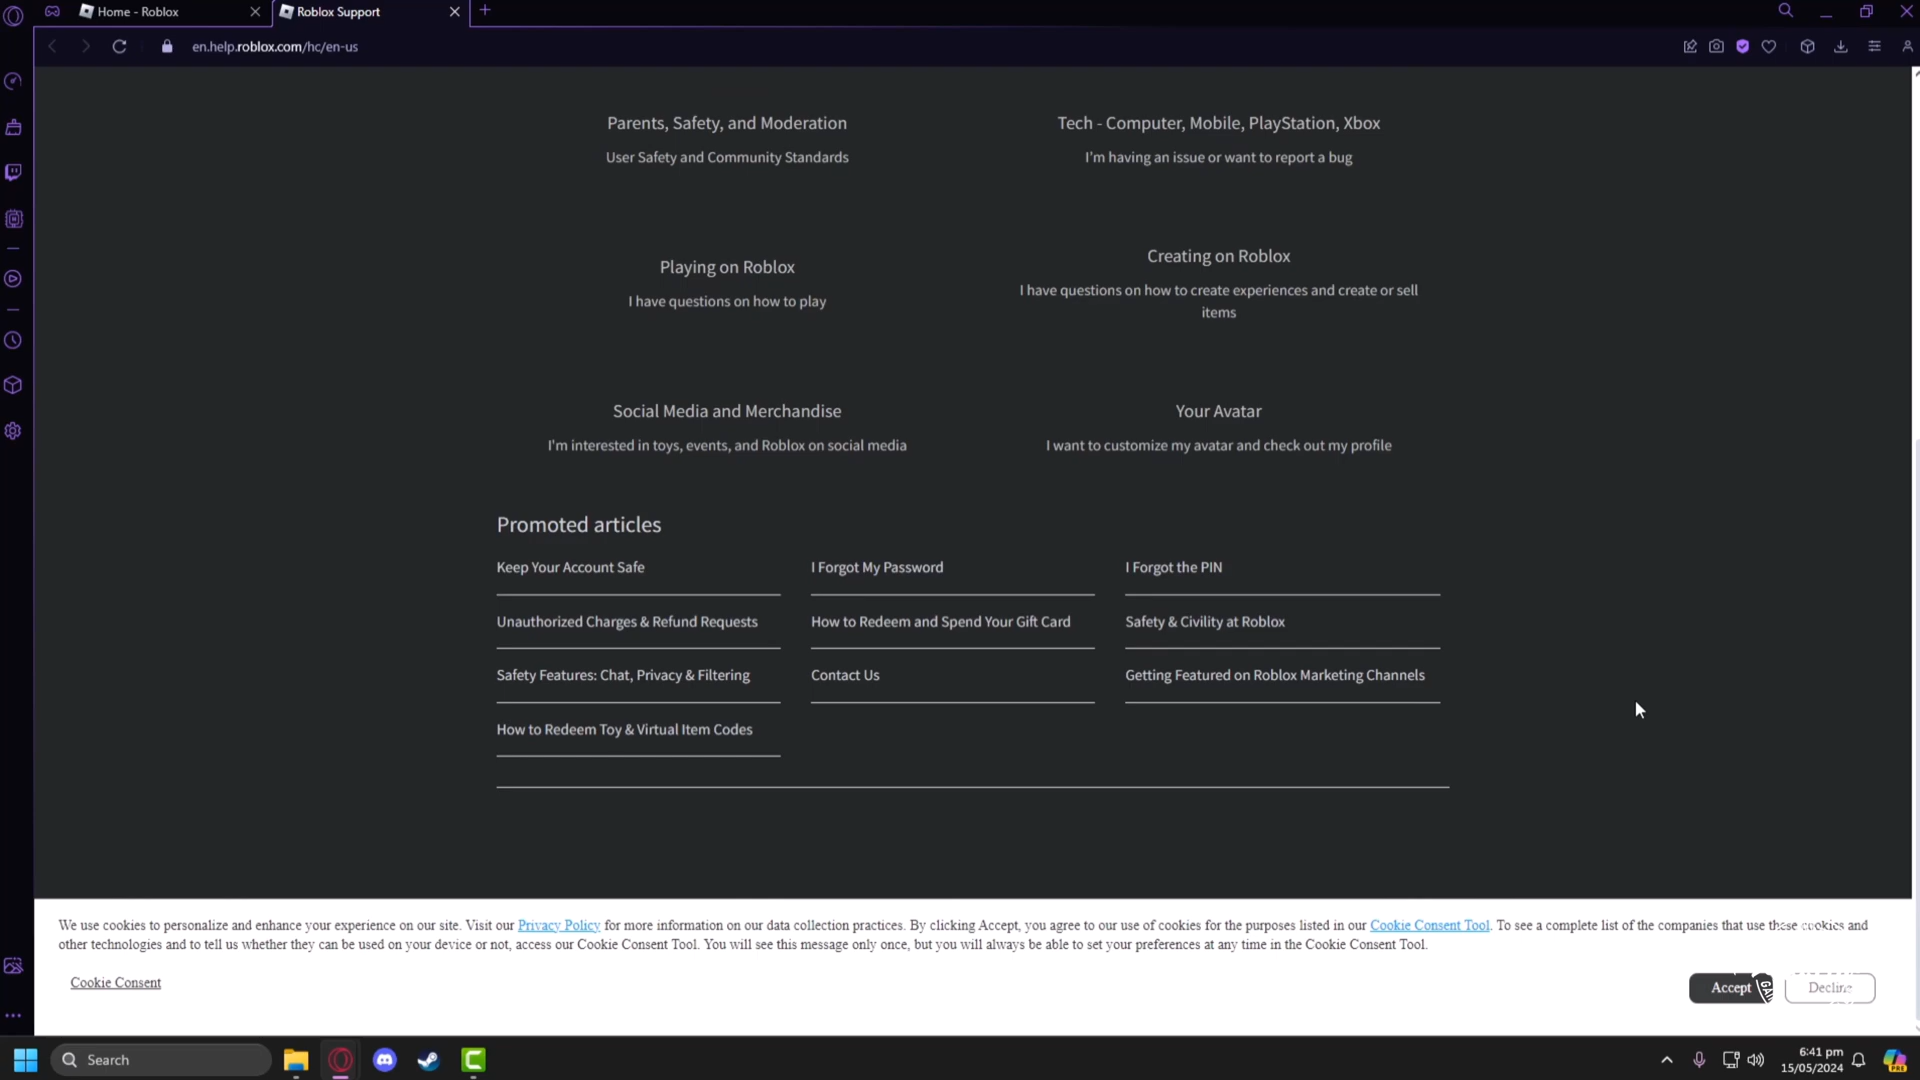 Home - Roblox
Roblox Support
en.help.roblox.com/hc/en-us
Parents, Safety, and Moderation
User Safety and Community Standards
Tech - Computer, Mobile, PlayStation, Xbox
I'm having an issue or want to report a bug
Playing on Roblox
I have questions on how to play
Creating on Roblox
I have questions on how to create experiences and create or sell
items
Social Media and Merchandise
I'm interested in toys, events, and Roblox on social media
Your Avatar
I want to customize my avatar and check out my profile
Promoted articles
Keep Your Account Safe
I Forgot My Password
I Forgot the PIN
Unauthorized Charges & Refund Requests
How to Redeem and Spend Your Gift Card
Safety & Civility at Roblox
Safety Features: Chat, Privacy & Filtering
Contact Us
Getting Featured on Roblox Marketing Channels
How to Redeem Toy & Virtual Item Codes
We use cookies to personalize and enhance your experience on our site. Visit our Privacy Policy for more information on our data collection practices. By clicking Accept, you agree to our use of cookies for the purposes listed in our Cookie Consent Tool. To see a complete list of the companies that use these cookies and
other technologies and to tell us whether they can be used on your device or not, access our Cookie Consent Tool. You will see this message only once, but you will always be able to set your preferences at any time in the Cookie Consent Tool.
Cookie Consent
Accept
Decline
Search
6:41 pm
15/05/2024